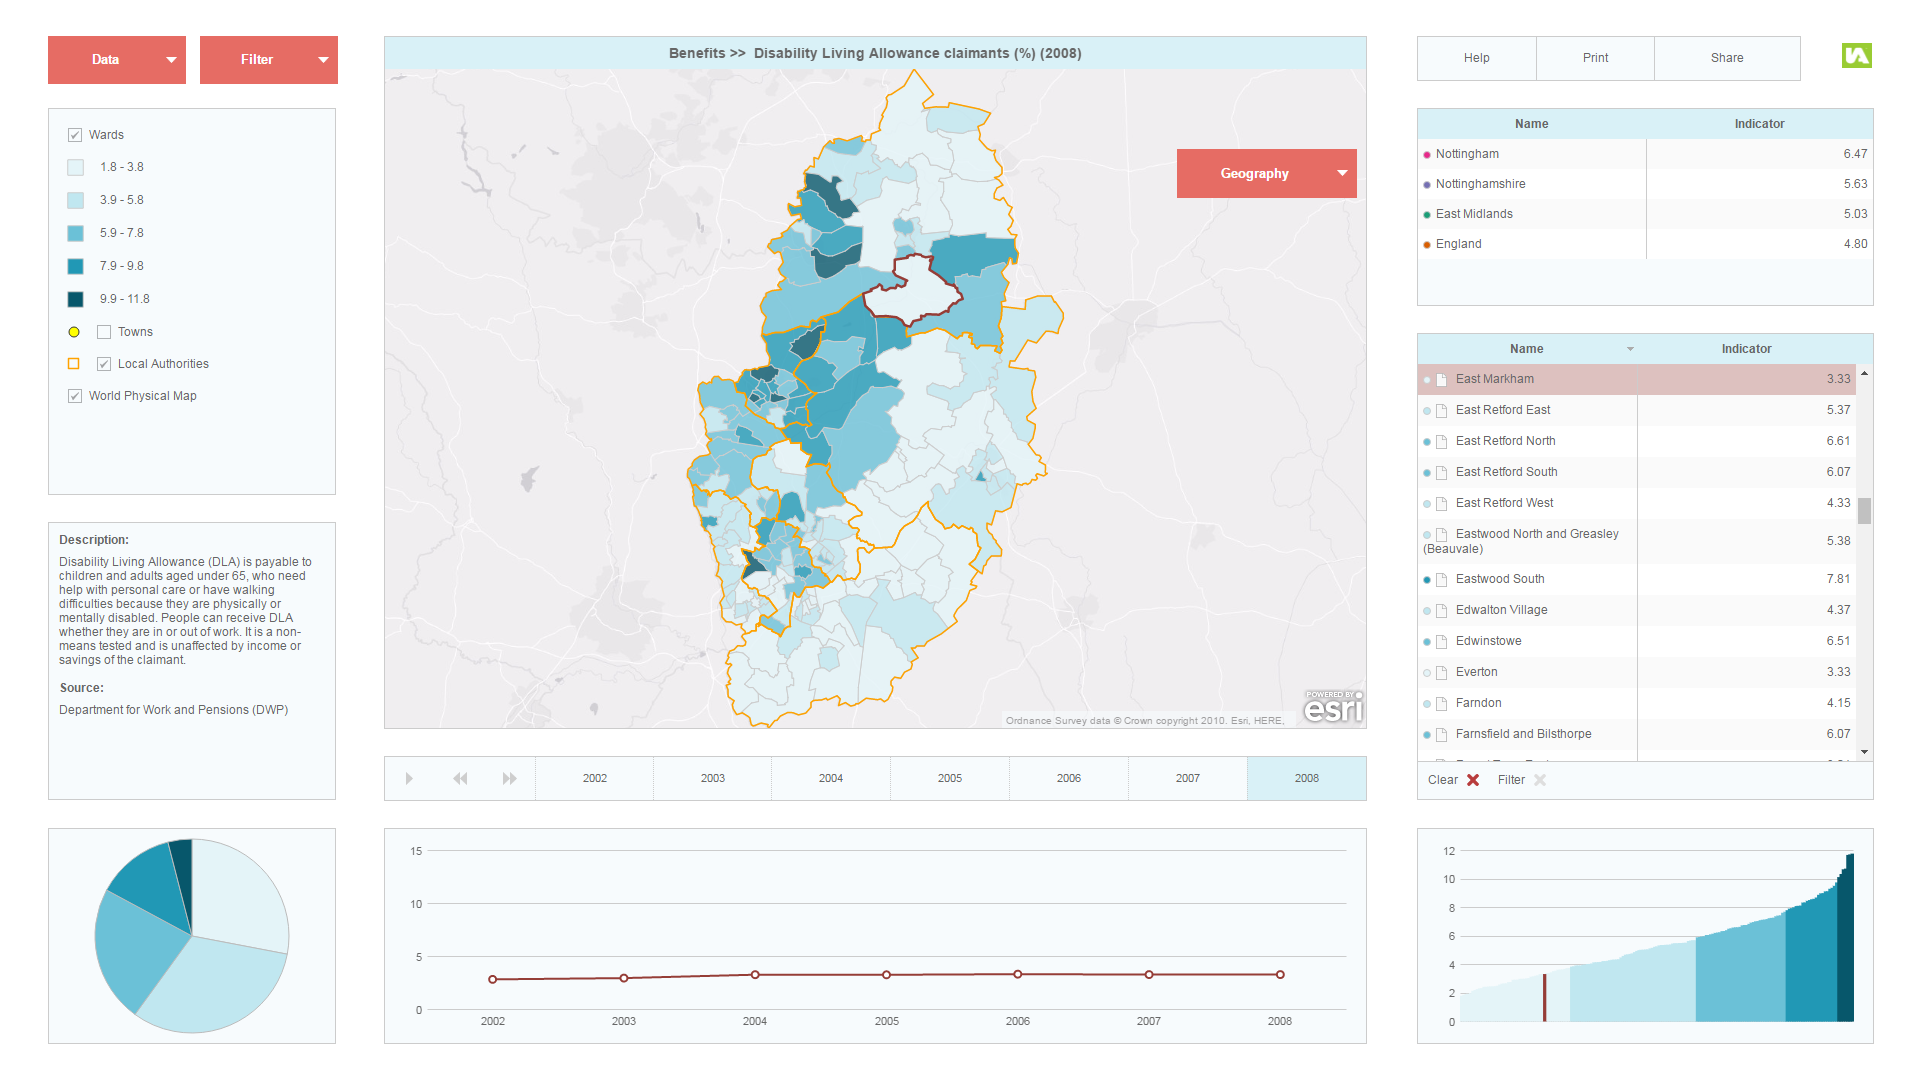 Data
Filter
Benefits >> Disability Living Allowance claimants (%) (2008)
Help
Print
Share
Wards
1.8 - 3.8
3.9 - 5.8
5.9 - 7.8
7.9 - 9.8
9.9 - 11.8
Towns
Local Authorities
World Physical Map
Geography
Name Indicator
Nottingham 6.47
Nottinghamshire 5.63
East Midlands 5.03
England 4.80
Name Indicator
East Markham 3.33
East Retford East 5.37
East Retford North 6.61
East Retford South 6.07
East Retford West 4.33
Eastwood North and Greasley
(Beauvale) 5.38
Eastwood South 7.81
Edwalton Village 4.37
Edwinstowe 6.51
Everton 3.33
Farndon 4.15
Farnsfield and Bilsthorpe 6.07
Clear
Filter
Description:
Disability Living Allowance (DLA) is payable to
children and adults aged under 65, who need
help with personal care or have walking
difficulties because they are physically or
mentally disabled. People can receive DLA
whether they are in or out of work. It is a non-
means tested and is unaffected by income or
savings of the claimant.
Source:
Department for Work and Pensions (DWP)
POWERED BY
esri
Ordnance Survey data © Crown copyright 2010. Esri, HERE,
2002 2003 2004 2005 2006 2007 2008
15
10
5
0
2002 2003 2004 2005 2006 2007 2008
12
10
8
6
4
2
0